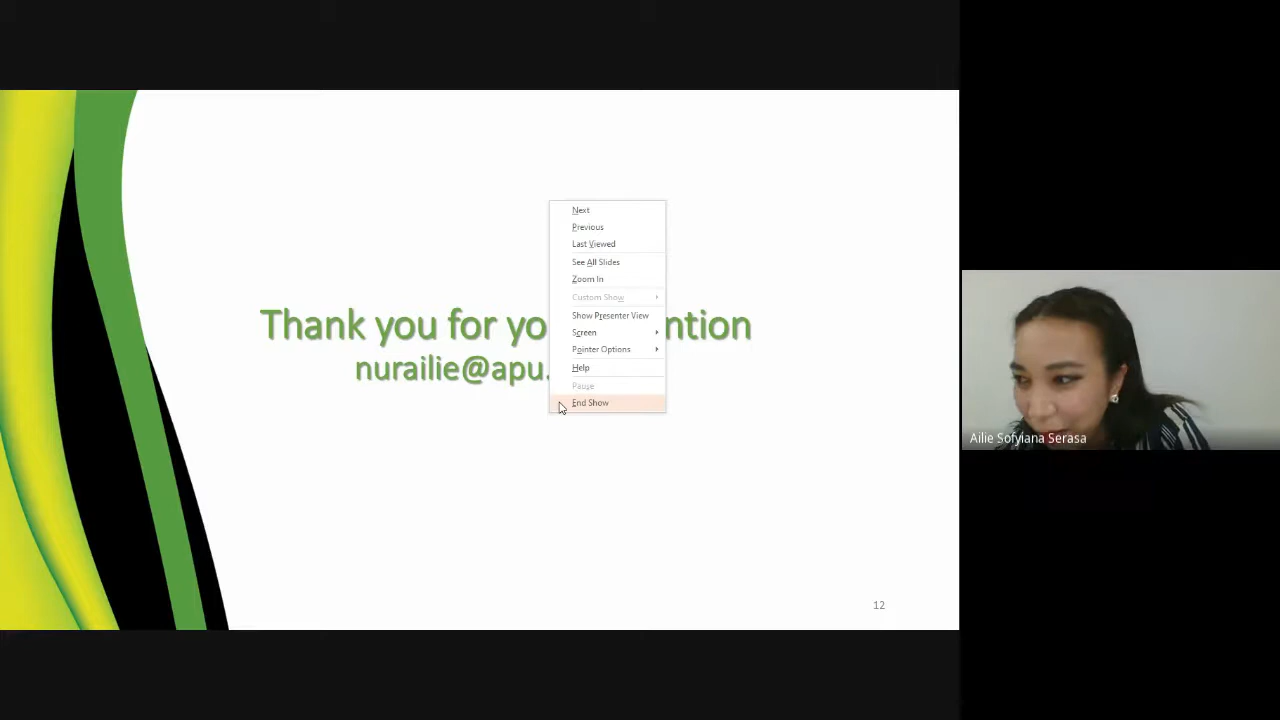 Next
Previous
Last Viewed
See All Slides
Zoom In
Custom Show
Show Presenter View
Screen
Pointer Options
Help
Pause
End Show
Thank you for yo ntion
nurailie@apu.
12
Ailie Sofyiana Serasa